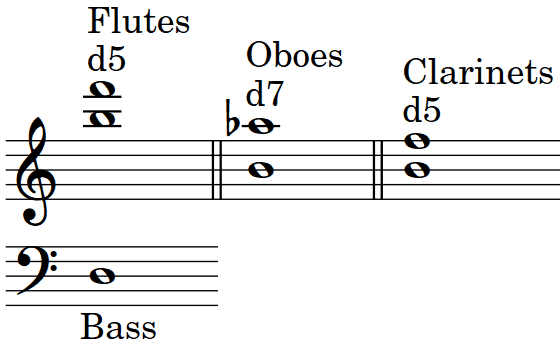 Flutes
d5
Oboes
d7
Clarinets
d5
Bass